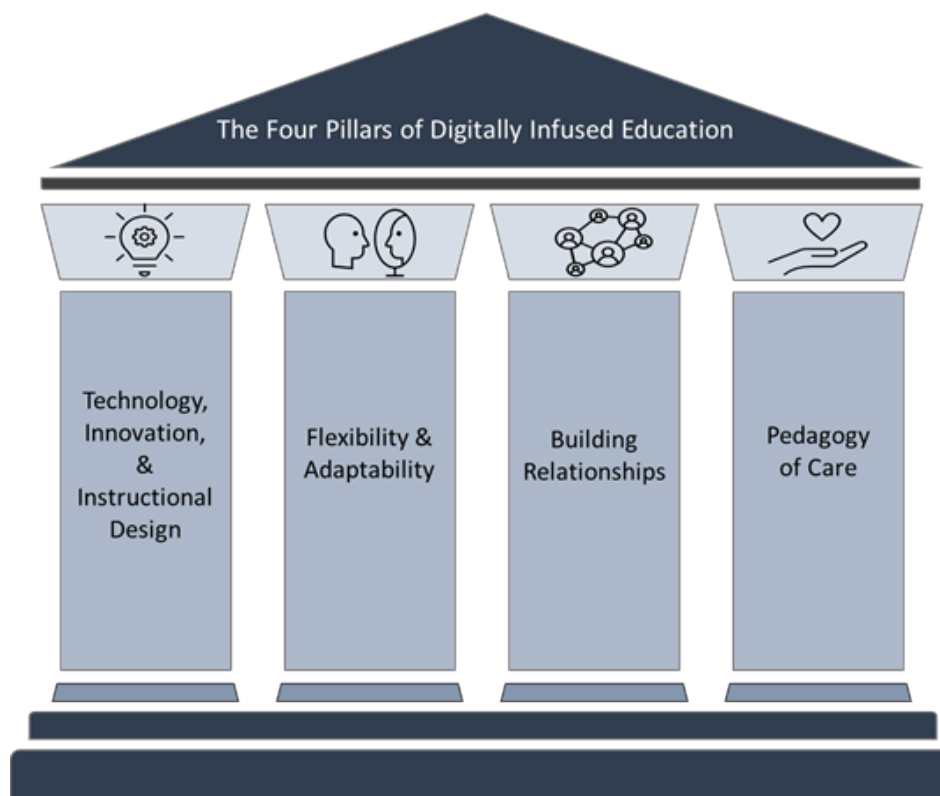 The Four Pillars of Digitally Infused Education
Technology,
Innovation,
&
Instructional
Design
Flexibility &
Adaptability
Building
Relationships
Pedagogy
of Care